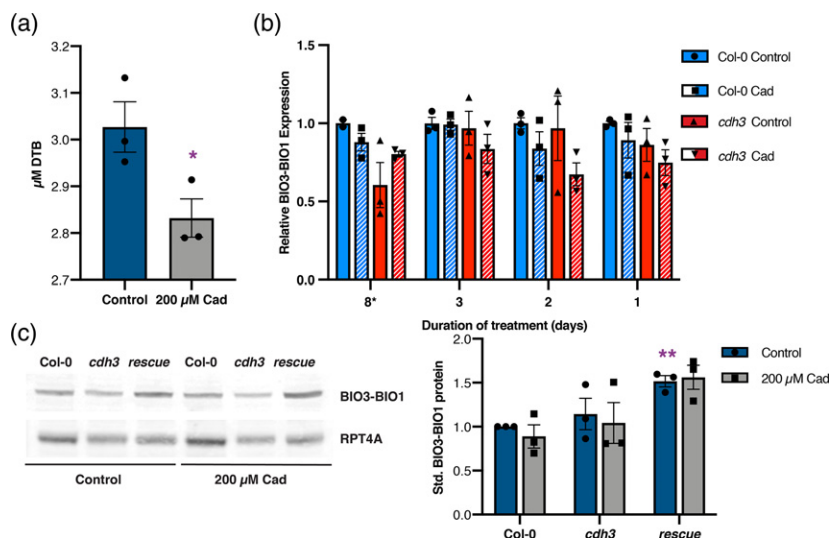 (a)
3.2
3.1
3.0
2.9
2.8
2.7
µM DTB
*
Control 200 µM Cad
(b)
1.5
1.0
0.5
0.0
Relative BIO3-BIO1 Expression
8* 3 2 1
Duration of treatment (days)
Col-0 Control
Col-0 Cad
cdh3 Control
cdh3 Cad
(c)
Col-0 cdh3 rescue Col-0 cdh3 rescue
BIO3-BIO1
RPT4A
Control 200 µM Cad
2.0
1.5
1.0
0.5
0.0
Std. BIO3-BIO1 protein
**
Col-0 cdh3 rescue
Control
200 µM Cad